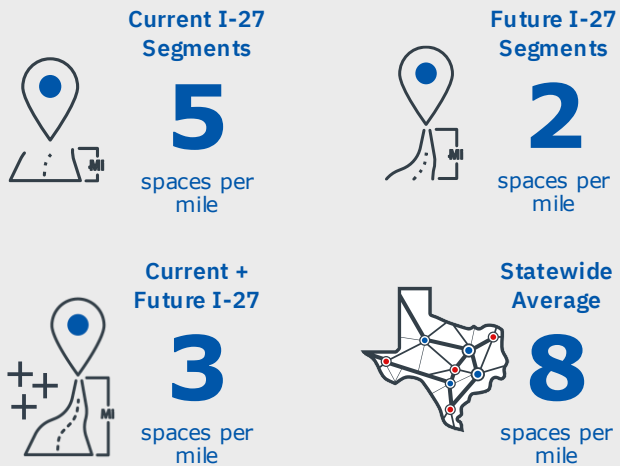 Current I-27
Segments
5
spaces per
mile
MI
Future I-27
Segments
2
spaces per
mile
MI
Current +
Future I-27
3
spaces per
mile
MI
Statewide
Average
8
spaces per
mile